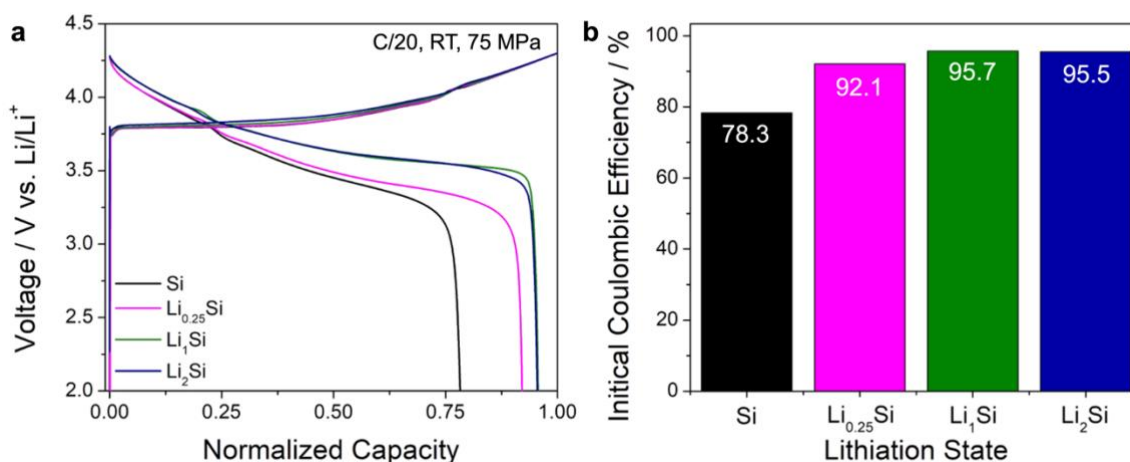 a
C/20, RT, 75 MPa
Voltage / V vs. Li/Li⁺
4.5
4.0
3.5
3.0
2.5
2.0
Si
Li₀.₂₅Si
Li₁Si
Li₂Si
0.00
0.25
0.50
0.75
1.00
Normalized Capacity
b
Initical Coulombic Efficiency / %
100
80
60
40
20
0
78.3
92.1
95.7
95.5
Si
Li₀.₂₅Si
Li₁Si
Li₂Si
Lithiation State